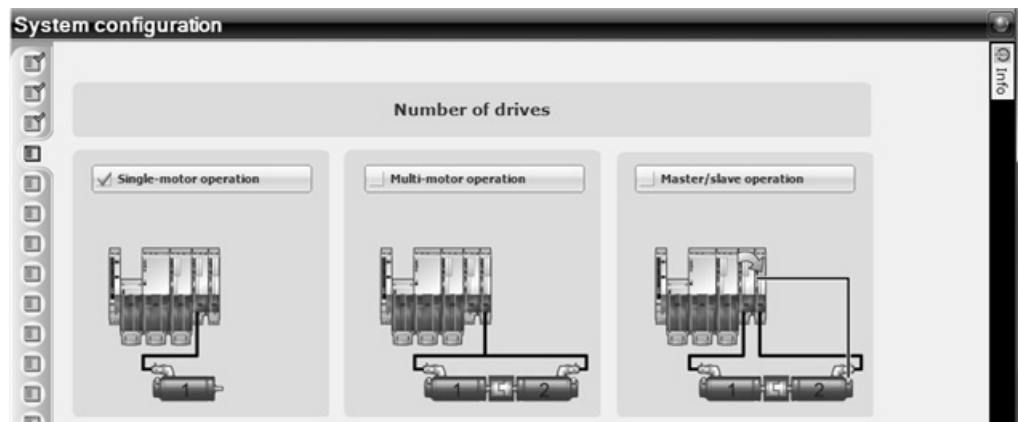 System configuration
Info
Number of drives
Single-motor operation
Multi-motor operation
Master/slave operation
1
1 2
1 2